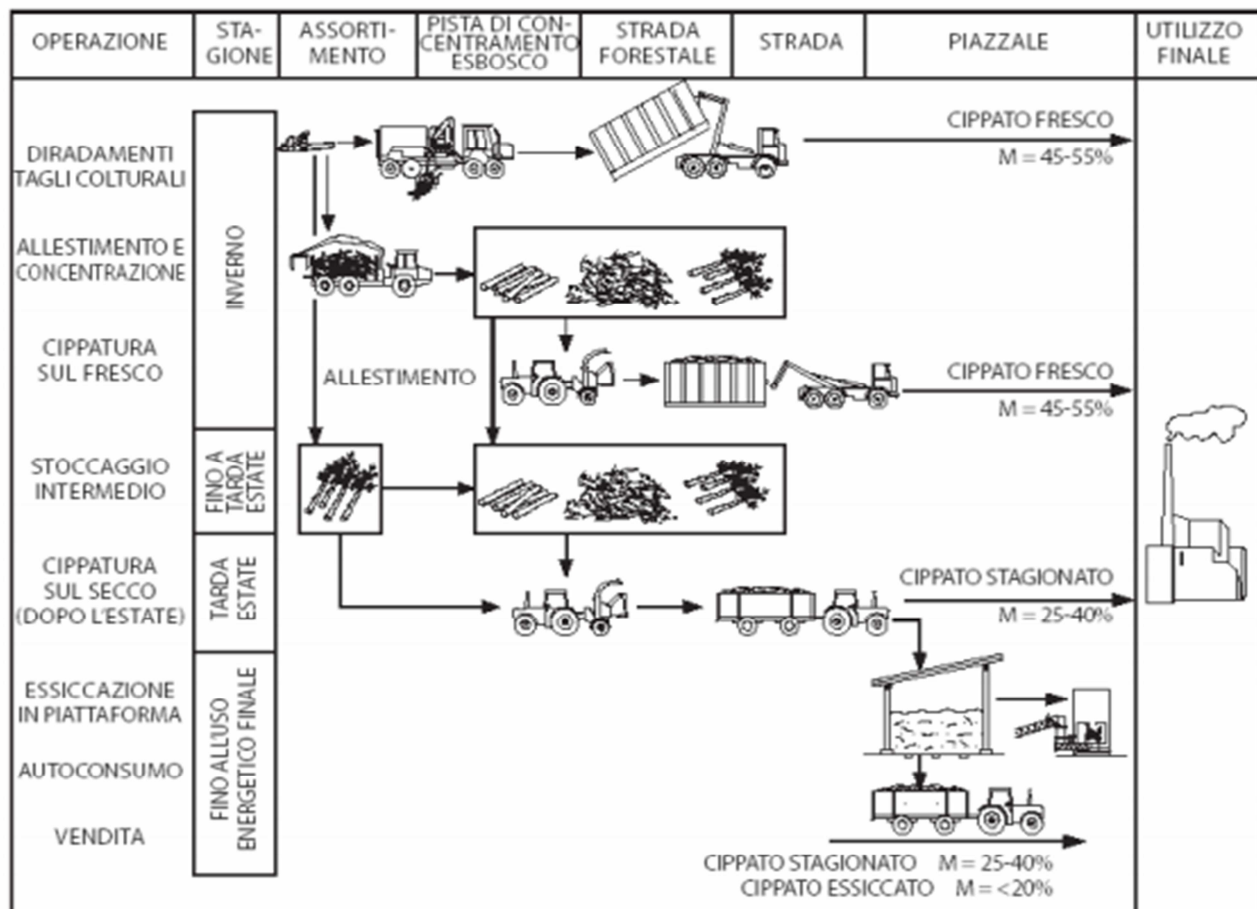 OPERAZIONE
STA-
GIONE
ASSORTI-
MENTO
PISTA DI CON-
CENTRAMENTO
ESBOSCO
STRADA
FORESTALE
STRADA
PIAZZALE
UTILIZZO
FINALE
DIRADAMENTI
TAGLI COLTURALI
INVERNO
CIPPATO FRESCO
M = 45-55%
ALLESTIMENTO E
CONCENTRAZIONE
CIPPATURA
SUL FRESCO
ALLESTIMENTO
CIPPATO FRESCO
M = 45-55%
STOCCAGGIO
INTERMEDIO
FINO A
TARDA
ESTATE
CIPPATURA
SUL SECCO
(DOPO L'ESTATE)
TARDA
ESTATE
CIPPATO STAGIONATO
M = 25-40%
ESSICCAZIONE
IN PIATTAFORMA
AUTOCONSUMO
VENDITA
FINO ALL'USO
ENERGETICO FINALE
CIPPATO STAGIONATO M = 25-40%
CIPPATO ESSICCATO M = <20%